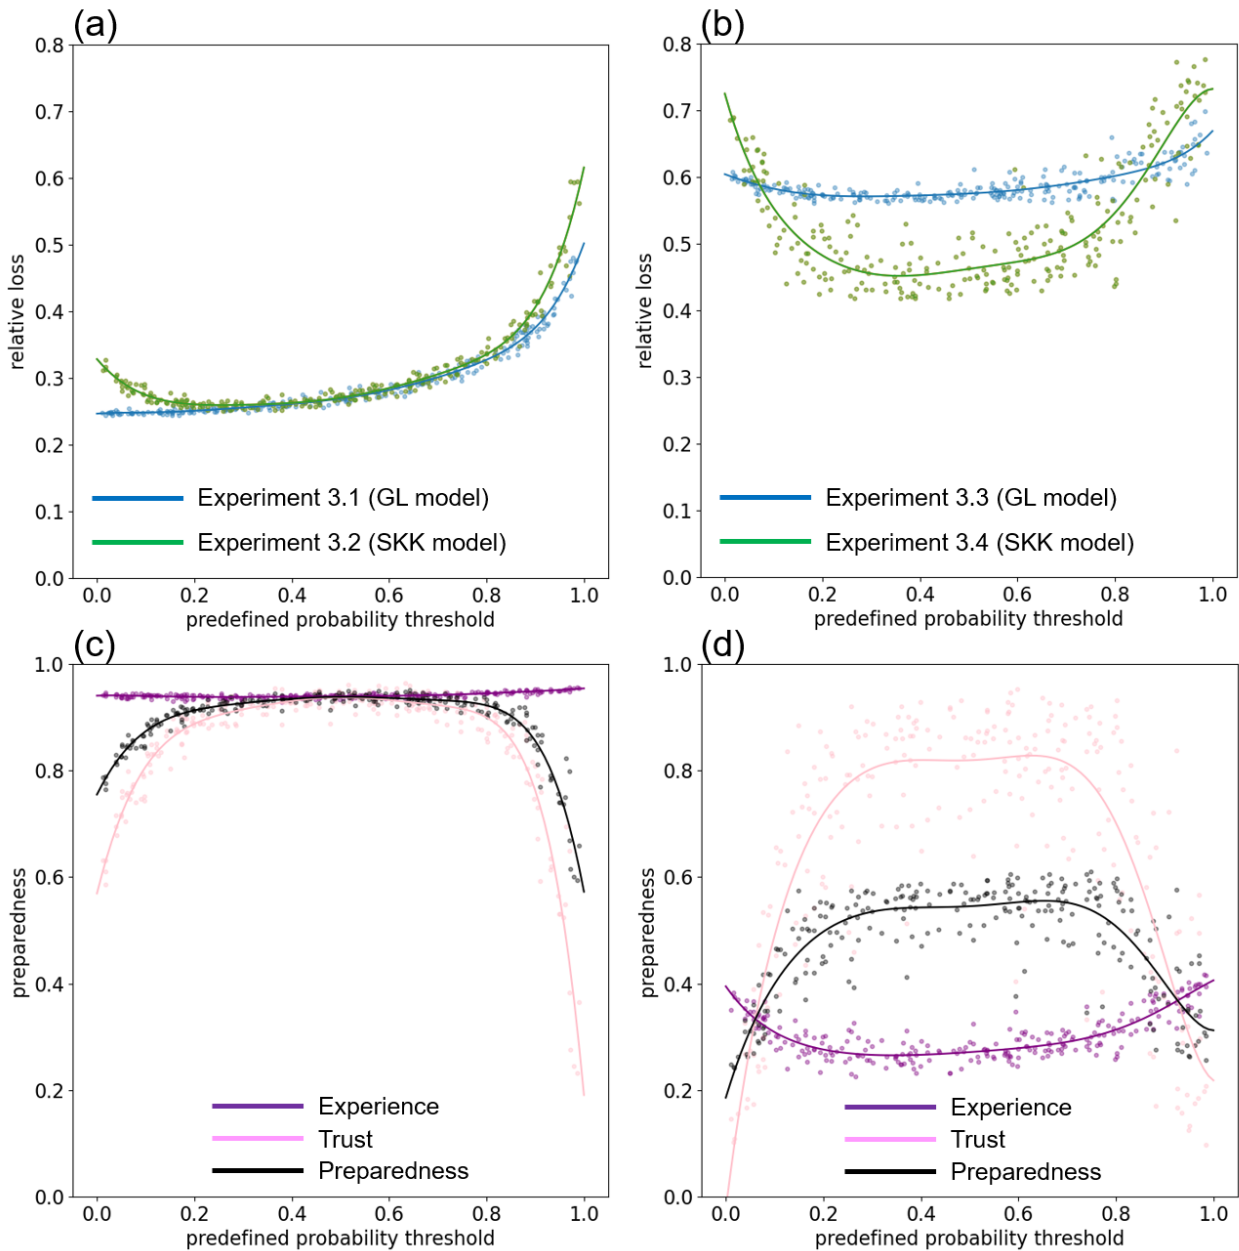 (a)
0.8
0.7
0.6
0.5
0.4
0.3
0.2
0.1
0.0
relative loss
Experiment 3.1 (GL model)
Experiment 3.2 (SKK model)
0.0 0.2 0.4 0.6 0.8 1.0
predefined probability threshold
(b)
0.8
0.7
0.6
0.5
0.4
0.3
0.2
0.1
0.0
relative loss
Experiment 3.3 (GL model)
Experiment 3.4 (SKK model)
0.0 0.2 0.4 0.6 0.8 1.0
predefined probability threshold
(c)
1.0
0.8
0.6
0.4
0.2
0.0
preparedness
Experience
Trust
Preparedness
0.0 0.2 0.4 0.6 0.8 1.0
predefined probability threshold
(d)
1.0
0.8
0.6
0.4
0.2
0.0
preparedness
Experience
Trust
Preparedness
0.0 0.2 0.4 0.6 0.8 1.0
predefined probability threshold